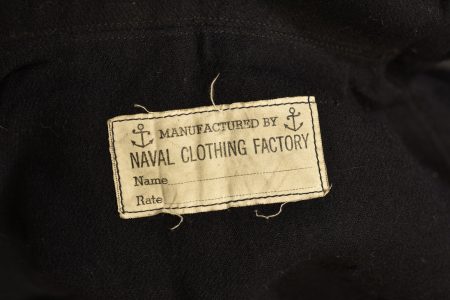 MANUFACTURED BY
NAVAL CLOTHING FACTORY
Name
Rate